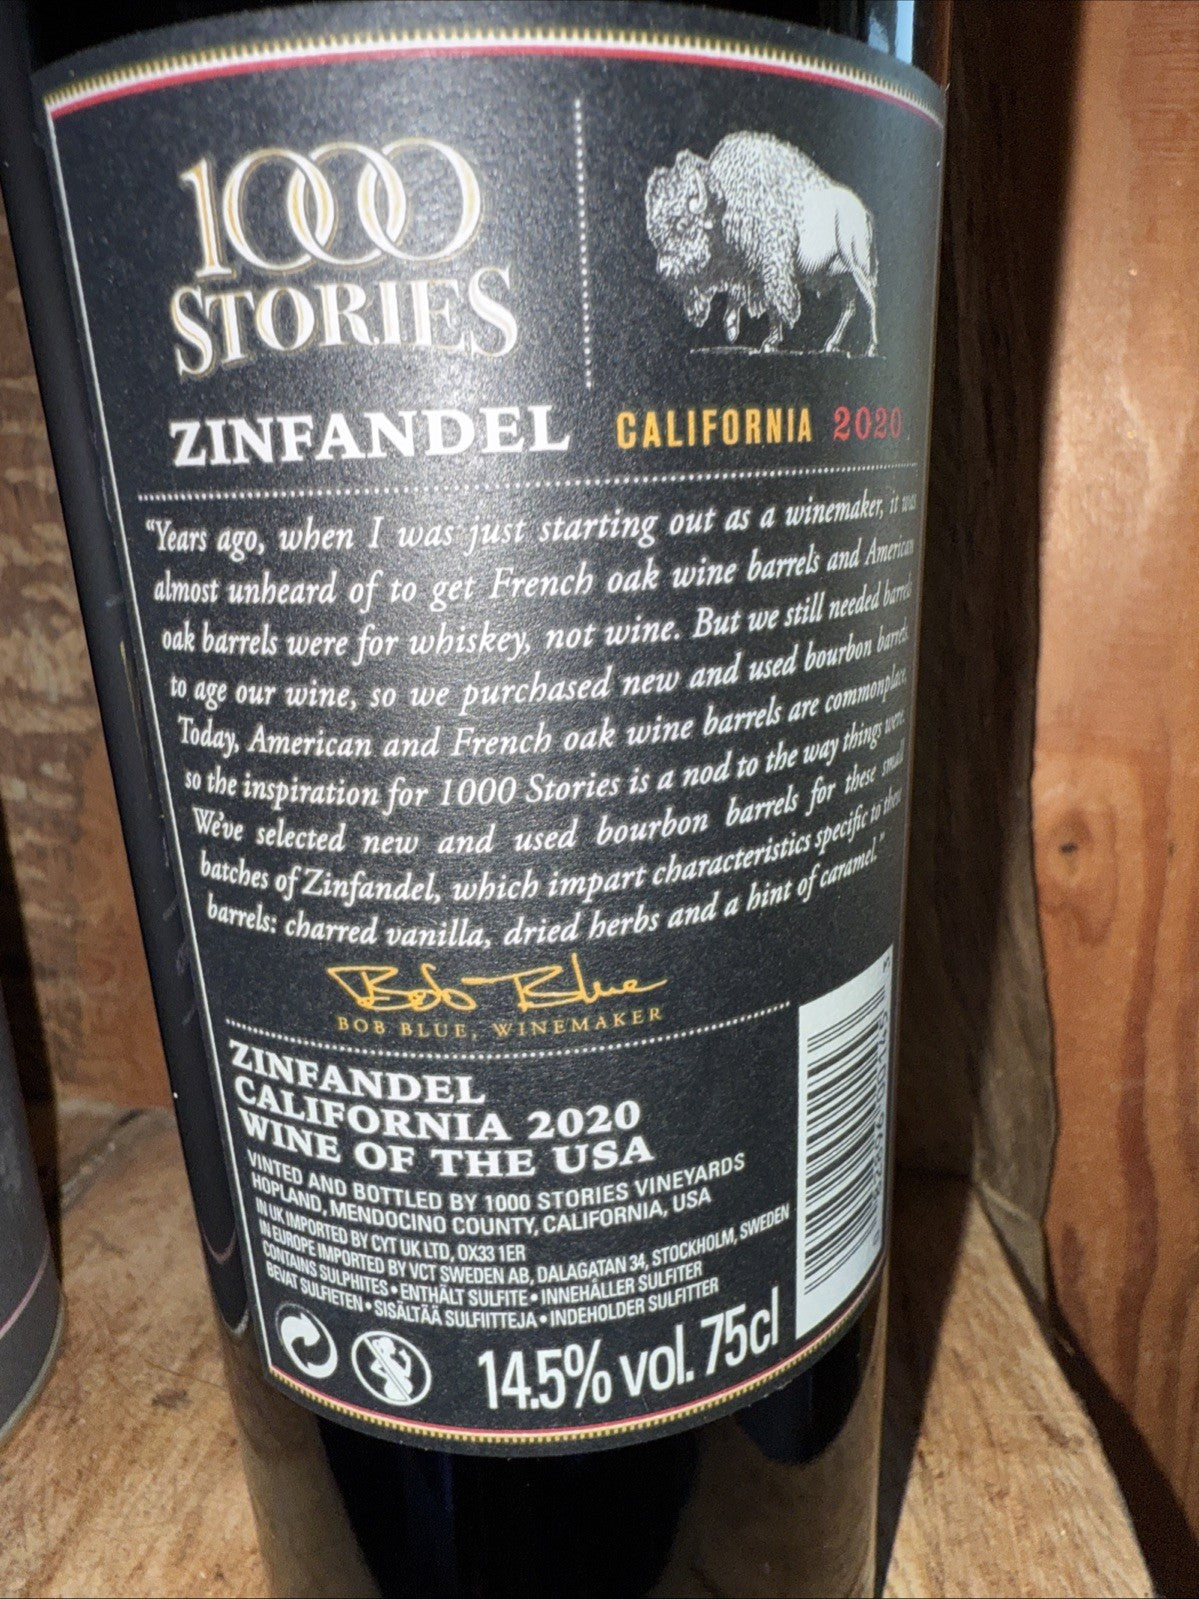 1000
STORIES
ZINFANDEL
CALIFORNIA 2020
“Years ago, when I was just starting out as a winemaker, it was
almost unheard of to get French oak wine barrels and American
oak barrels were for whiskey, not wine. But we still needed barrels
to age our wine, so we purchased new and used bourbon barrels.
Today, American and French oak wine barrels are commonplace,
so the inspiration for 1000 Stories is a nod to the way things were.
We've selected new and used bourbon barrels for these small
batches of Zinfandel, which impart characteristics specific to these
barrels: charred vanilla, dried herbs and a hint of caramel.”
Bob Blue
BOB BLUE, WINEMAKER
ZINFANDEL
CALIFORNIA 2020
WINE OF THE USA
VINTED AND BOTTLED BY 1000 STORIES VINEYARDS
HOPLAND, MENDOCINO COUNTY, CALIFORNIA, USA
IN UK IMPORTED BY CYT UK LTD, OX33 1ER
IN EUROPE IMPORTED BY VCT SWEDEN AB, DALAGATAN 34, STOCKHOLM, SWEDEN
CONTAINS SULPHITES • ENTHÄLT SULFITE • INNEHÅLLER SULFITER
BEVAT SULFIETEN • SISÄLTÄÄ SULFIITTEJA • INDEHOLDER SULFITTER
14.5% vol. 75cl